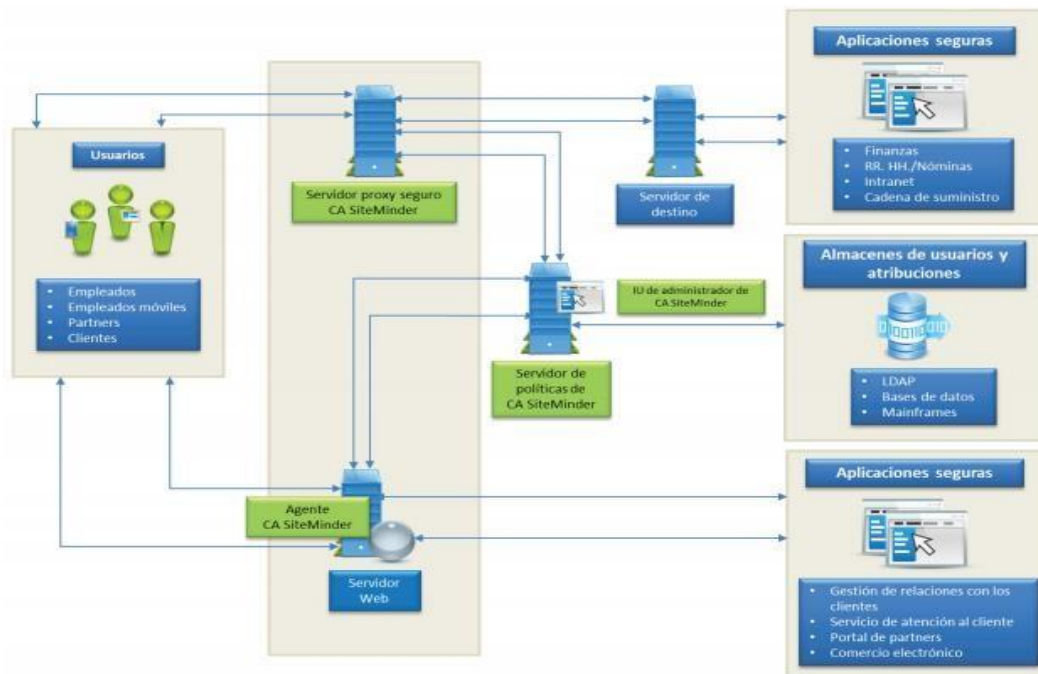 Usuarios
• Empleados
• Empleados móviles
• Partners
• Clientes
Servidor proxy seguro
CA SiteMinder
Servidor de
destino
Aplicaciones seguras
• Finanzas
• RR. HH./Nóminas
• Intranet
• Cadena de suministro
IU de administrador de
CA SiteMinder
Servidor de
políticas de
CA SiteMinder
Almacenes de usuarios y
atribuciones
• LDAP
• Bases de datos
• Mainframes
Agente
CA SiteMinder
Servidor
Web
Aplicaciones seguras
• Gestión de relaciones con los
clientes
• Servicio de atención al cliente
• Portal de partners
• Comercio electrónico